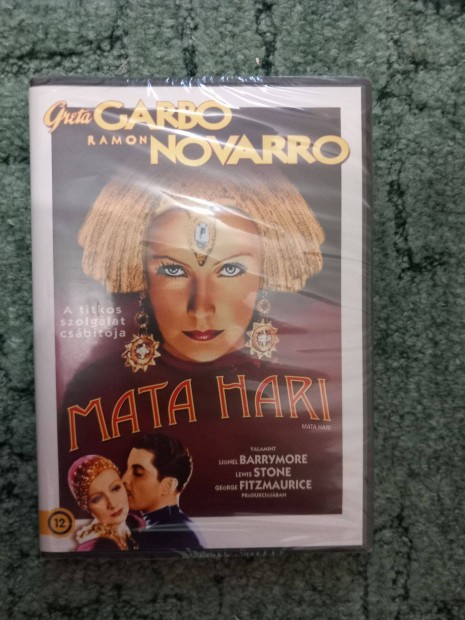 Greta GARBO
RAMON NOVARRO
A titkos
szolgálat
csábítója
MATA HARI
MATA HARI
VALAMINT
LIONEL BARRYMORE
LEWIS STONE
GEORGE FITZMAURICE
PRODUKCIÓJÁBAN
12